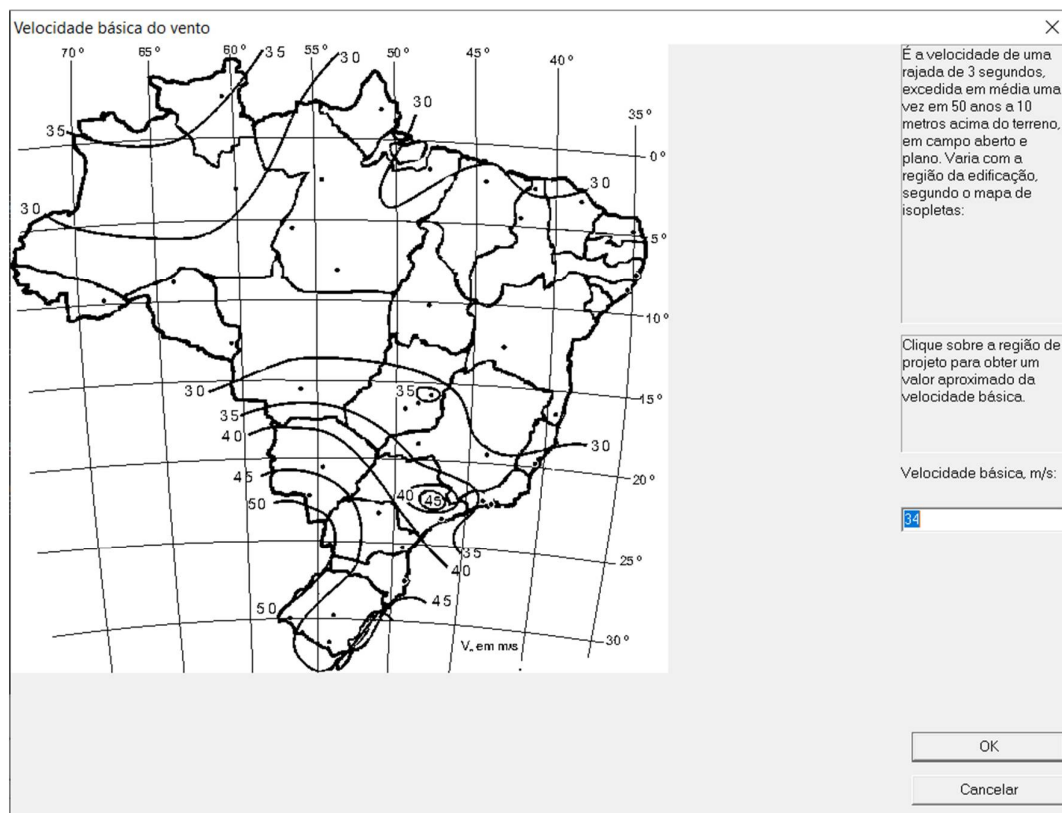 Velocidade básica do vento
70 º 65 º 60 º 35 55 º 30 50 º 45 º 40 º
35 º
30
35
0 º
30
30
5 º
10 º
30
35
15 º
35
40
30
45
20 º
40
45
50
35
25 º
40
45
50
30 º
V₀ em m/s
É a velocidade de uma
rajada de 3 segundos,
excedida em média uma
vez em 50 anos a 10
metros acima do terreno,
em campo aberto e
plano. Varia com a
região da edificação,
segundo o mapa de
isopletas:
Clique sobre a região de
projeto para obter um
valor aproximado da
velocidade básica.
Velocidade básica, m/s:
34
OK
Cancelar